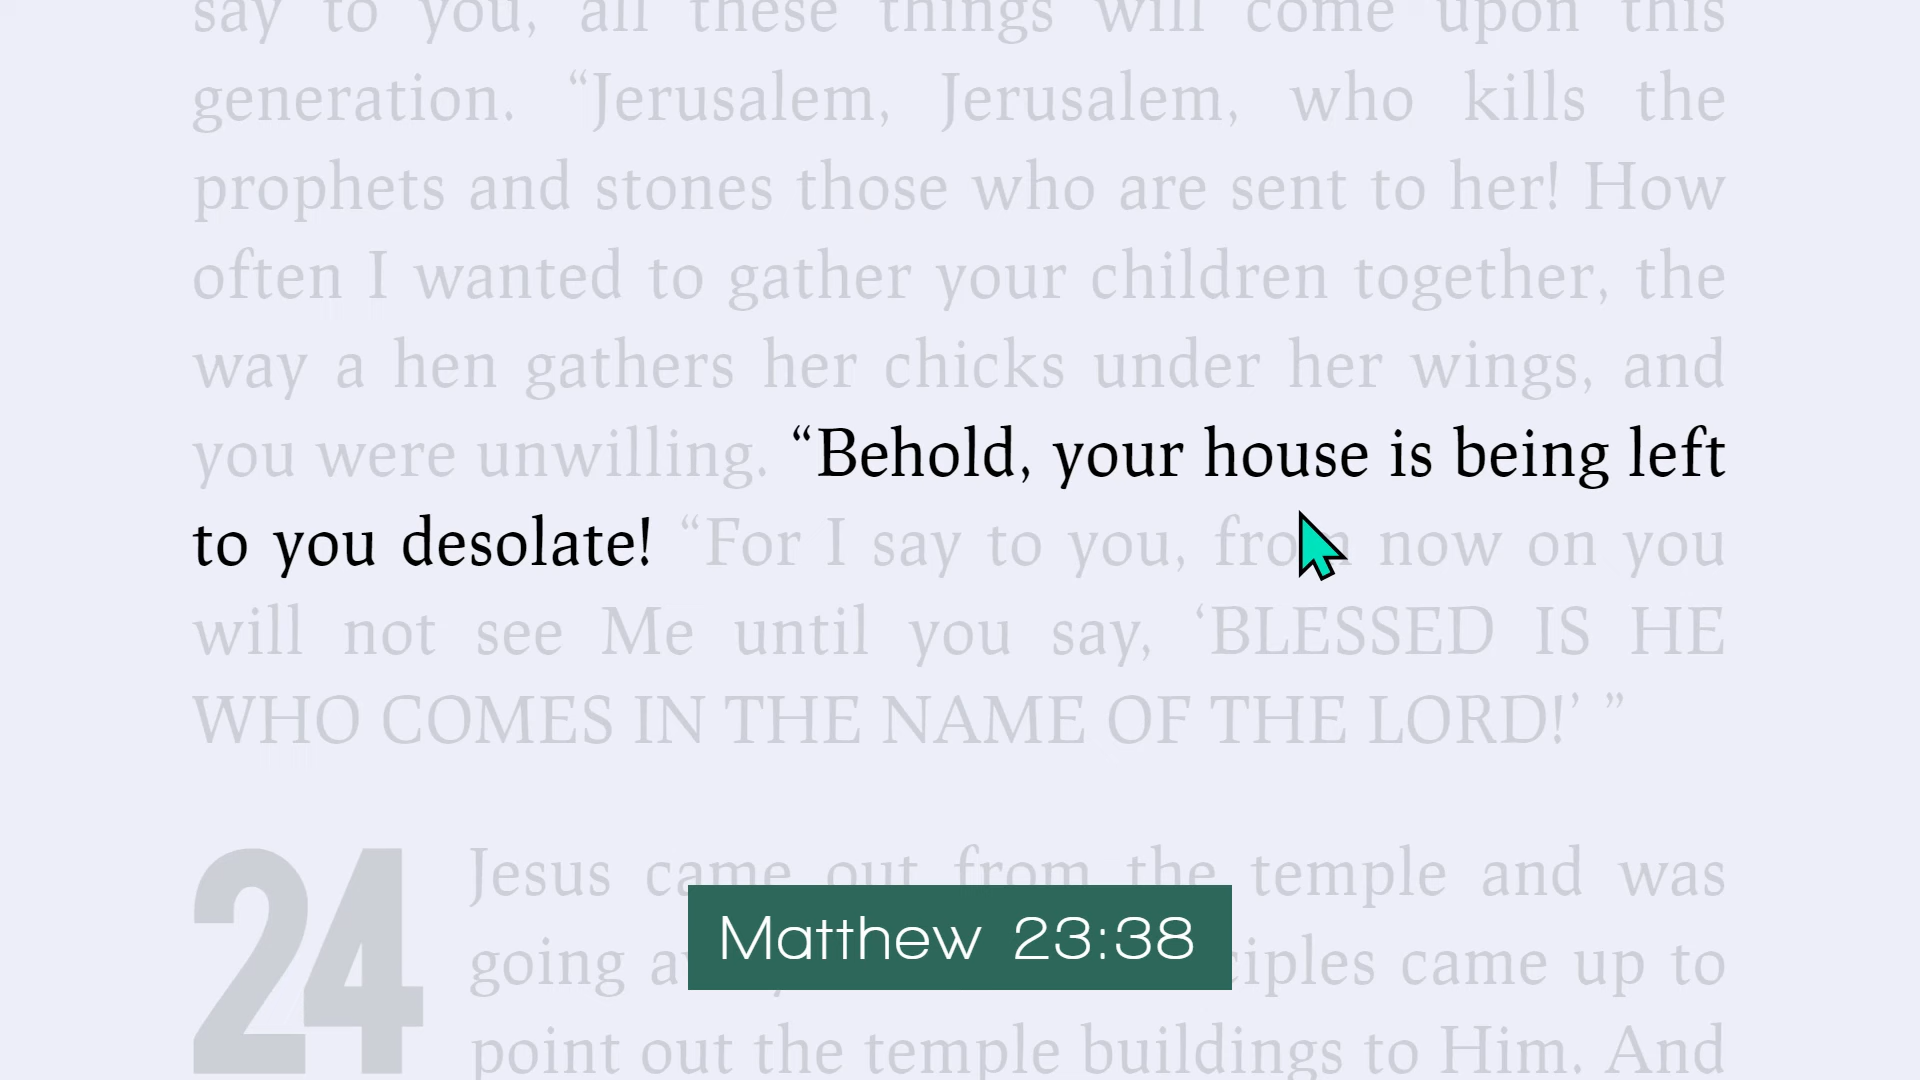 say to you, all these things will come upon this
generation. “Jerusalem, Jerusalem, who kills the
prophets and stones those who are sent to her! How
often I wanted to gather your children together, the
way a hen gathers her chicks under her wings, and
you were unwilling. “Behold, your house is being left
to you desolate! “For I say to you, from now on you
will not see Me until you say, ‘BLESSED IS HE
WHO COMES IN THE NAME OF THE LORD!’ ”
24
Jesus came out from the temple and was
going came up to
point out the temple buildings to Him. And
Matthew 23:38